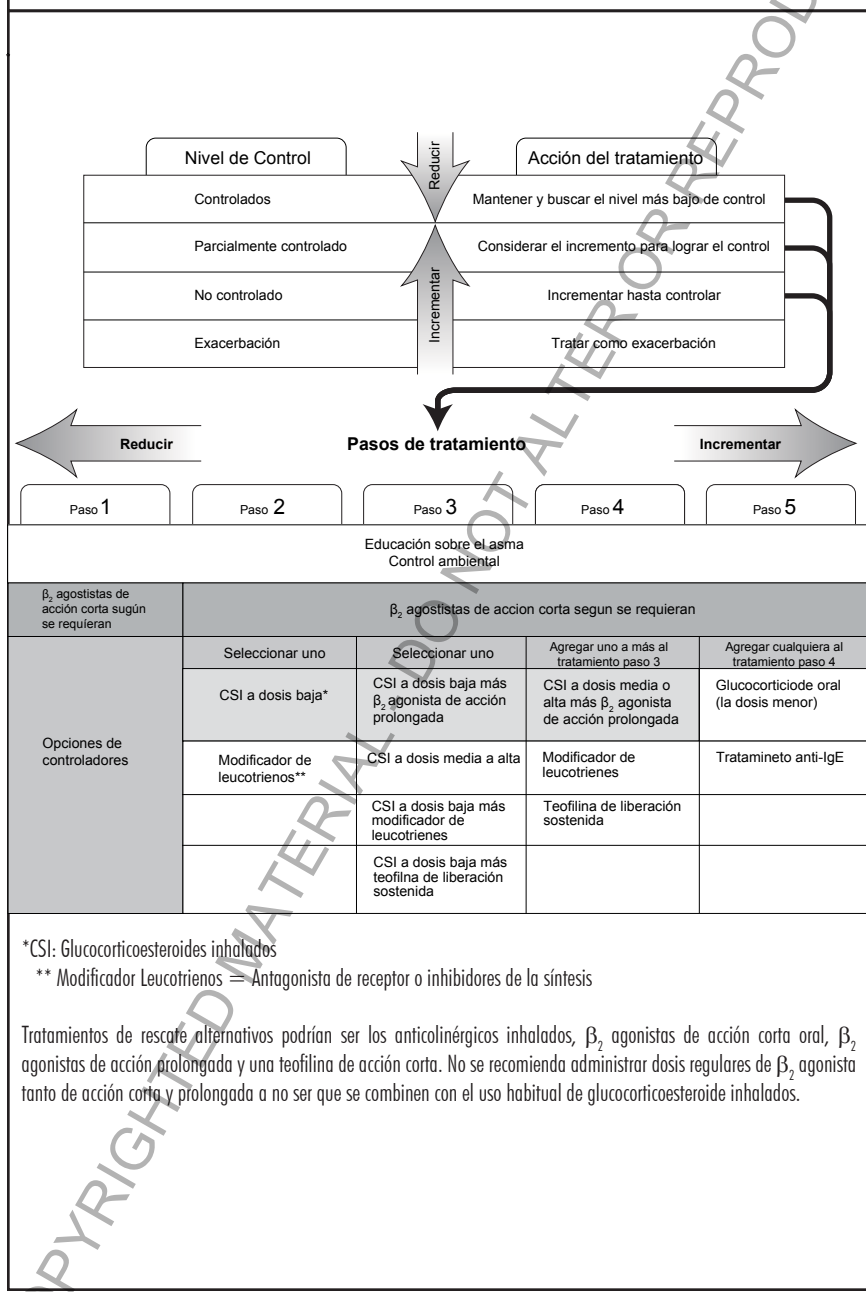 Nivel de Control
Reducir
Acción del tratamiento
Controlados
Mantener y buscar el nivel más bajo de control
Parcialmente controlado
Considerar el incremento para lograr el control
Incrementar
No controlado
Incrementar hasta controlar
Exacerbación
Tratar como exacerbación
Reducir
Pasos de tratamiento
Incrementar
Paso 1
Paso 2
Paso 3
Paso 4
Paso 5
Educación sobre el asma
Control ambiental
β2 agostistas de
acción corta sugún
se requíeran
β2 agostistas de accion corta segun se requieran
Opciones de
controladores
Seleccionar uno
Seleccionar uno
Agregar uno a más al
tratamiento paso 3
Agregar cualquiera al
tratamiento paso 4
CSI a dosis baja*
CSI a dosis baja más
β2 agonista de acción
prolongada
CSI a dosis media o
alta más β2 agonista
de acción prolongada
Glucocorticiode oral
(la dosis menor)
Modificador de
leucotrienos**
CSI a dosis media a alta
Modificador de
leucotrienes
Tratamineto anti-IgE
CSI a dosis baja más
modificador de
leucotrienes
Teofilina de liberación
sostenida
CSI a dosis baja más
teofilna de liberación
sostenida
*CSI: Glucocorticoesteroides inhalados
** Modificador Leucotrienos = Antagonista de receptor o inhibidores de la síntesis
Tratamientos de rescate alternativos podrían ser los anticolinérgicos inhalados, β2 agonistas de acción corta oral, β2
agonistas de acción prolongada y una teofilina de acción corta. No se recomienda administrar dosis regulares de β2 agonista
tanto de acción corta y prolongada a no ser que se combinen con el uso habitual de glucocorticoesteroide inhalados.
COPYRIGHTED MATERIAL - DO NOT ALTER OR REPROD